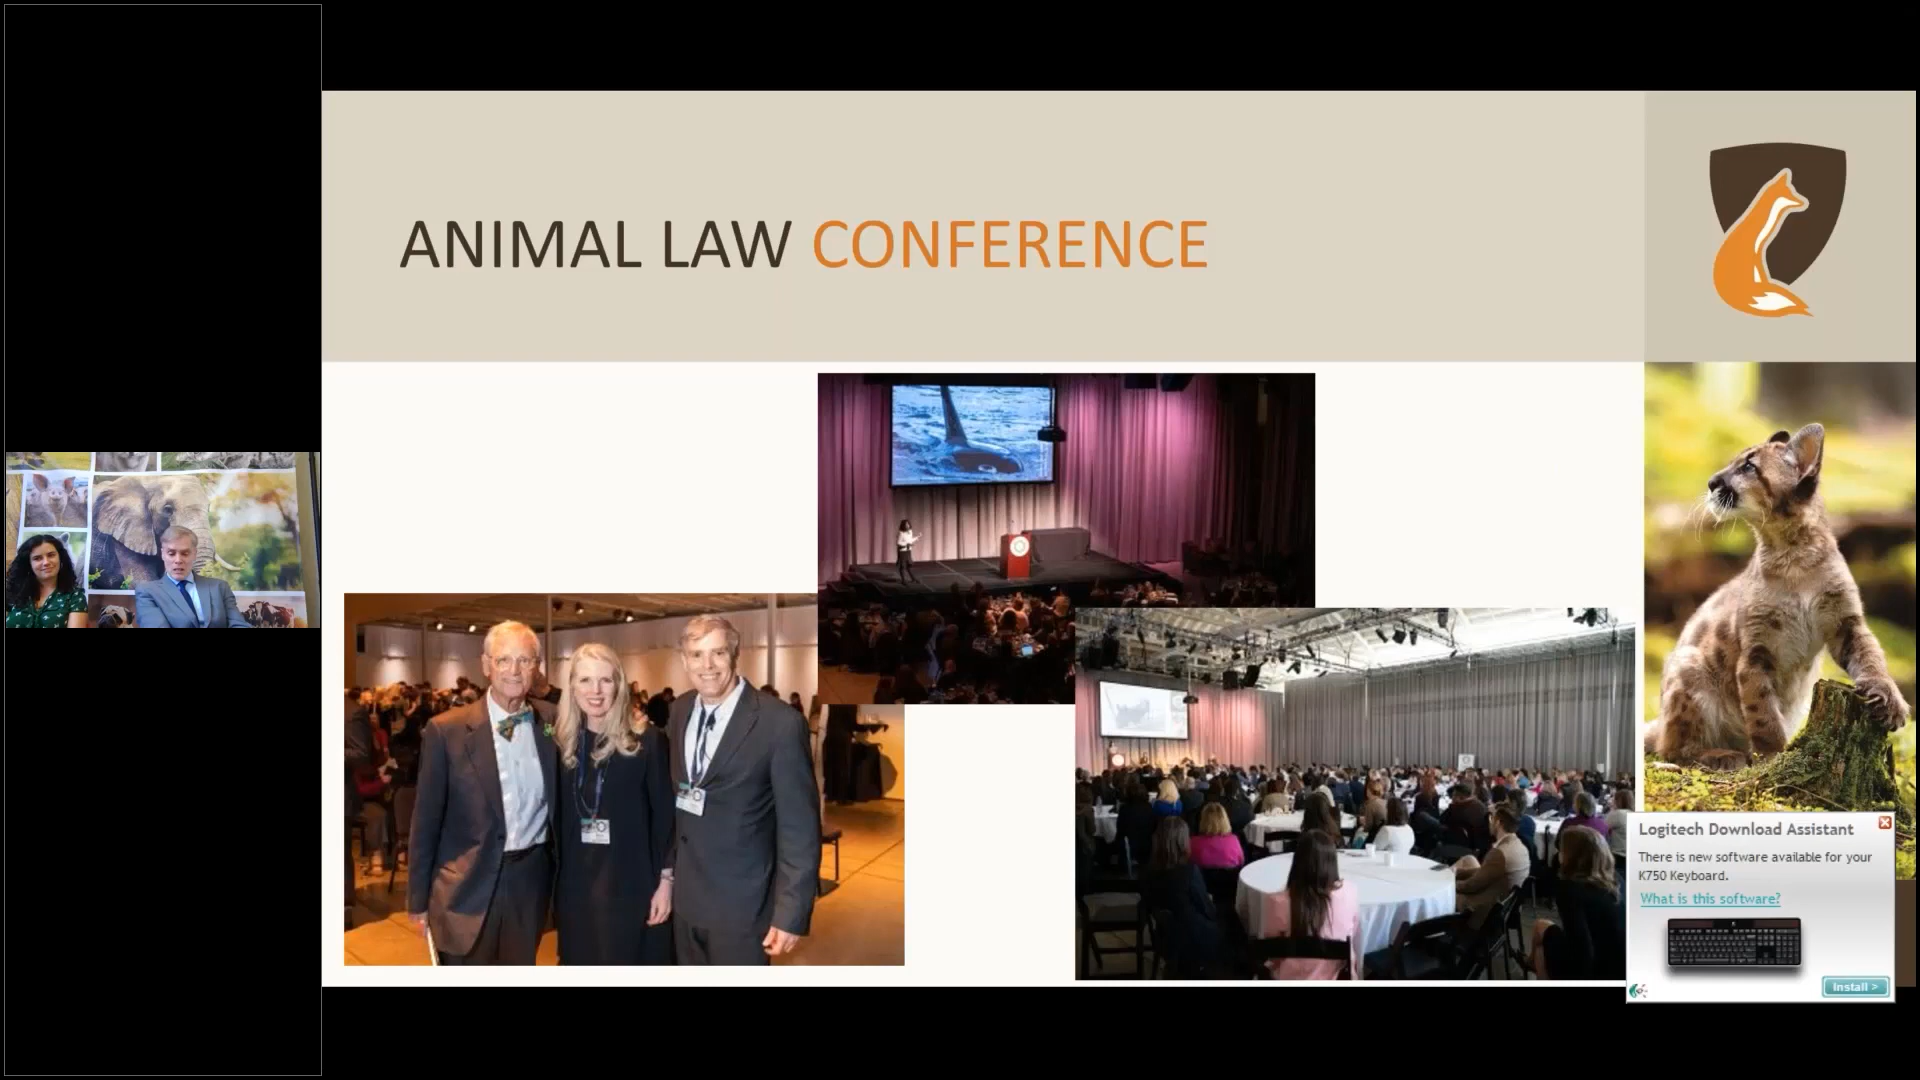 ANIMAL LAW CONFERENCE
Logitech Download Assistant
There is new software available for your
K750 Keyboard.
What is this software?
Install >